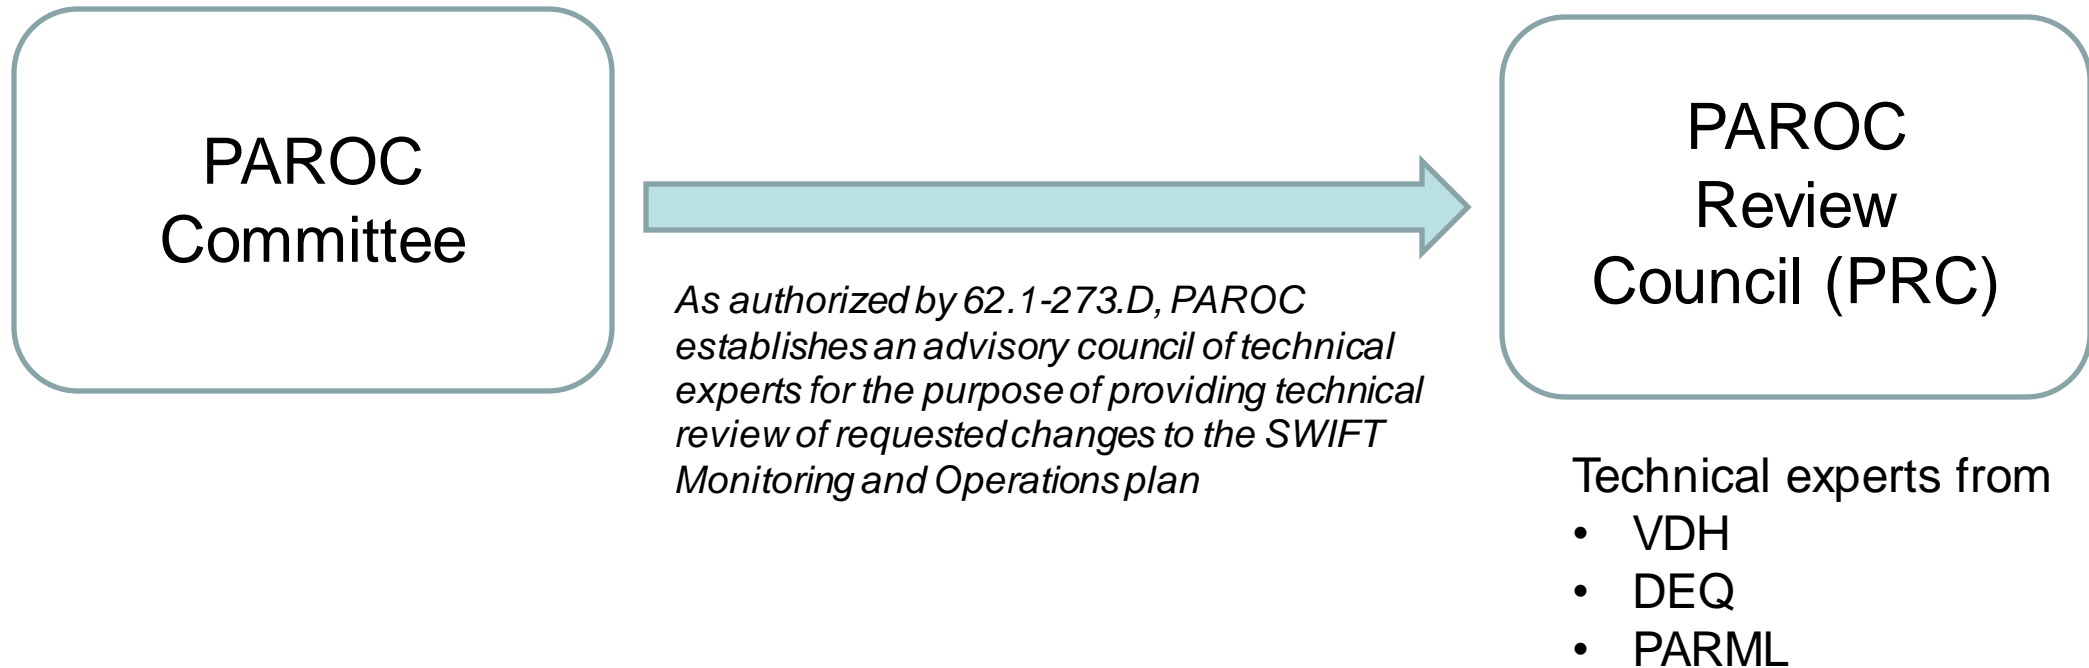 PAROC
Committee
As authorized by 62.1-273.D, PAROC
establishes an advisory council of technical
experts for the purpose of providing technical
review of requested changes to the SWIFT
Monitoring and Operations plan
PAROC
Review
Council (PRC)
Technical experts from
• VDH
• DEQ
• PARML